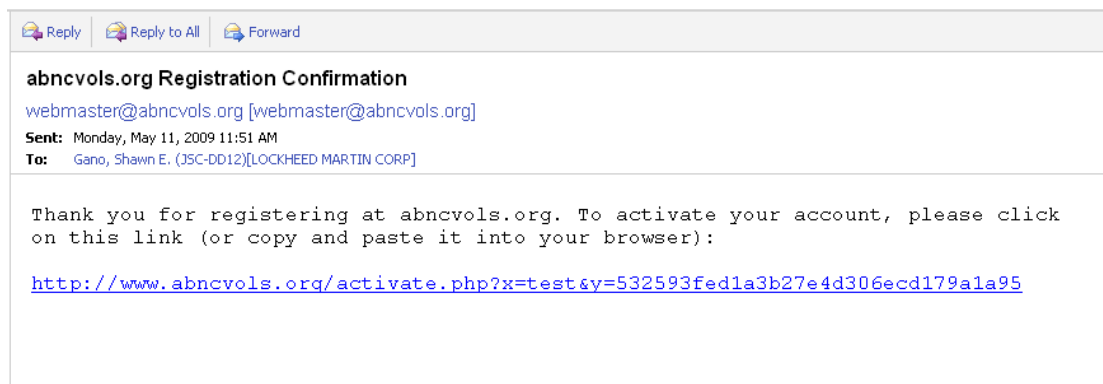 Reply Reply to All Forward
abncvols.org Registration Confirmation
webmaster@abncvols.org [webmaster@abncvols.org]
Sent: Monday, May 11, 2009 11:51 AM
To: Gano, Shawn E. (JSC-DD12)[LOCKHEED MARTIN CORP]
Thank you for registering at abncvols.org. To activate your account, please click
on this link (or copy and paste it into your browser):
http://www.abncvols.org/activate.php?x=test&y=532593fed1a3b27e4d306ecd179a1a95